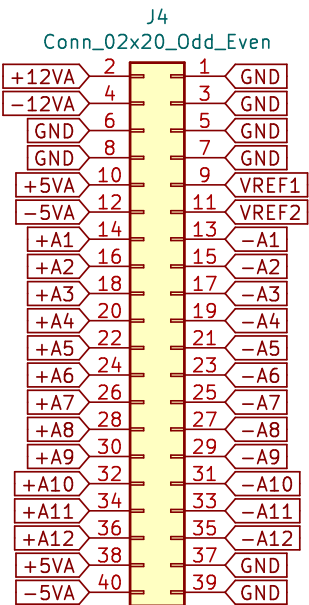 J4
Conn_02x20_Odd_Even
+12VA 2 1 GND
-12VA 4 3 GND
GND 6 5 GND
GND 8 7 GND
+5VA 10 9 VREF1
-5VA 12 11 VREF2
+A1 14 13 -A1
+A2 16 15 -A2
+A3 18 17 -A3
+A4 20 19 -A4
+A5 22 21 -A5
+A6 24 23 -A6
+A7 26 25 -A7
+A8 28 27 -A8
+A9 30 29 -A9
+A10 32 31 -A10
+A11 34 33 -A11
+A12 36 35 -A12
+5VA 38 37 GND
-5VA 40 39 GND